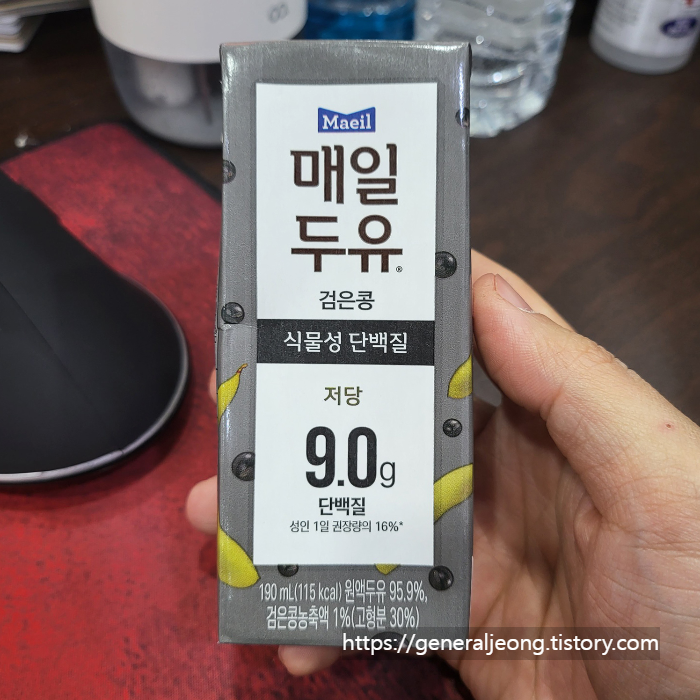 Maeil
매일
두유®
검은콩
식물성 단백질
저당
9.0g
단백질
성인 1일 권장량의 16%*
190 mL(115 kcal) 원액두유 95.9%,
검은콩농축액 1%(고형분 30%)
https://generaljeong.tistory.com